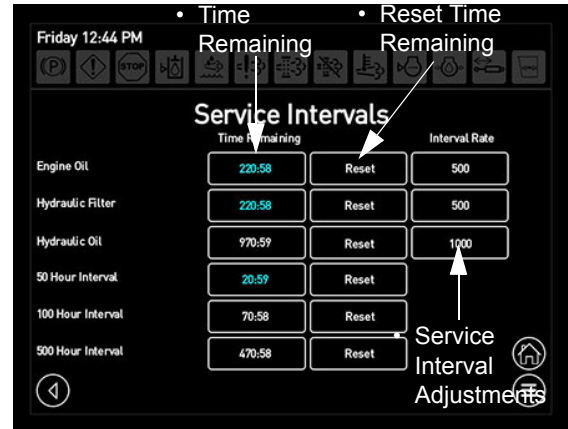 • Time Remaining
• Reset Time Remaining
Friday 12:44 PM
(P) STOP
Service Intervals
Time Remaining Interval Rate
Engine Oil 220:58 Reset 500
Hydraulic Filter 220:58 Reset 500
Hydraulic Oil 970:59 Reset 1000
50 Hour Interval 20:59 Reset
100 Hour Interval 70:58 Reset
500 Hour Interval 470:58 Reset
• Service
Interval
Adjustments